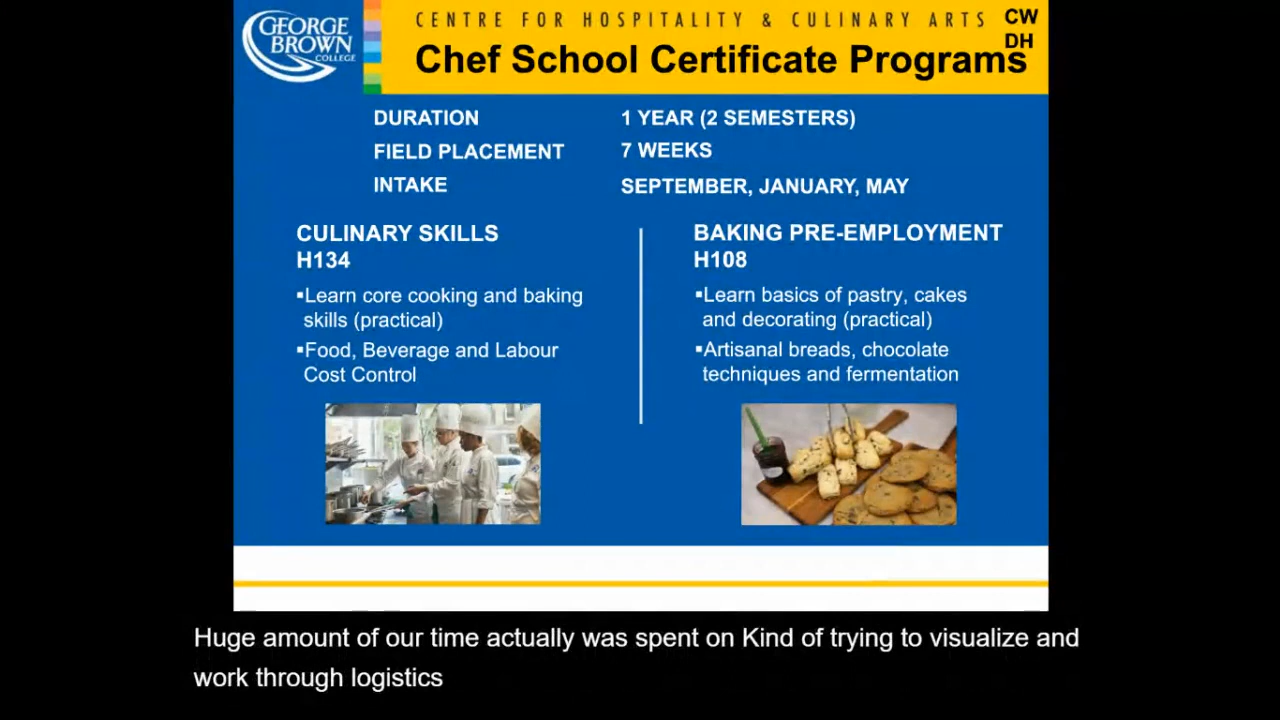 GEORGE
BROWN
COLLEGE
CENTRE FOR HOSPITALITY & CULINARY ARTS
CW
DH
Chef School Certificate Programs
DURATION 1 YEAR (2 SEMESTERS)
FIELD PLACEMENT 7 WEEKS
INTAKE SEPTEMBER, JANUARY, MAY
CULINARY SKILLS
H134
▪Learn core cooking and baking
skills (practical)
▪Food, Beverage and Labour
Cost Control
BAKING PRE-EMPLOYMENT
H108
▪Learn basics of pastry, cakes
and decorating (practical)
▪Artisanal breads, chocolate
techniques and fermentation
Huge amount of our time actually was spent on Kind of trying to visualize and
work through logistics